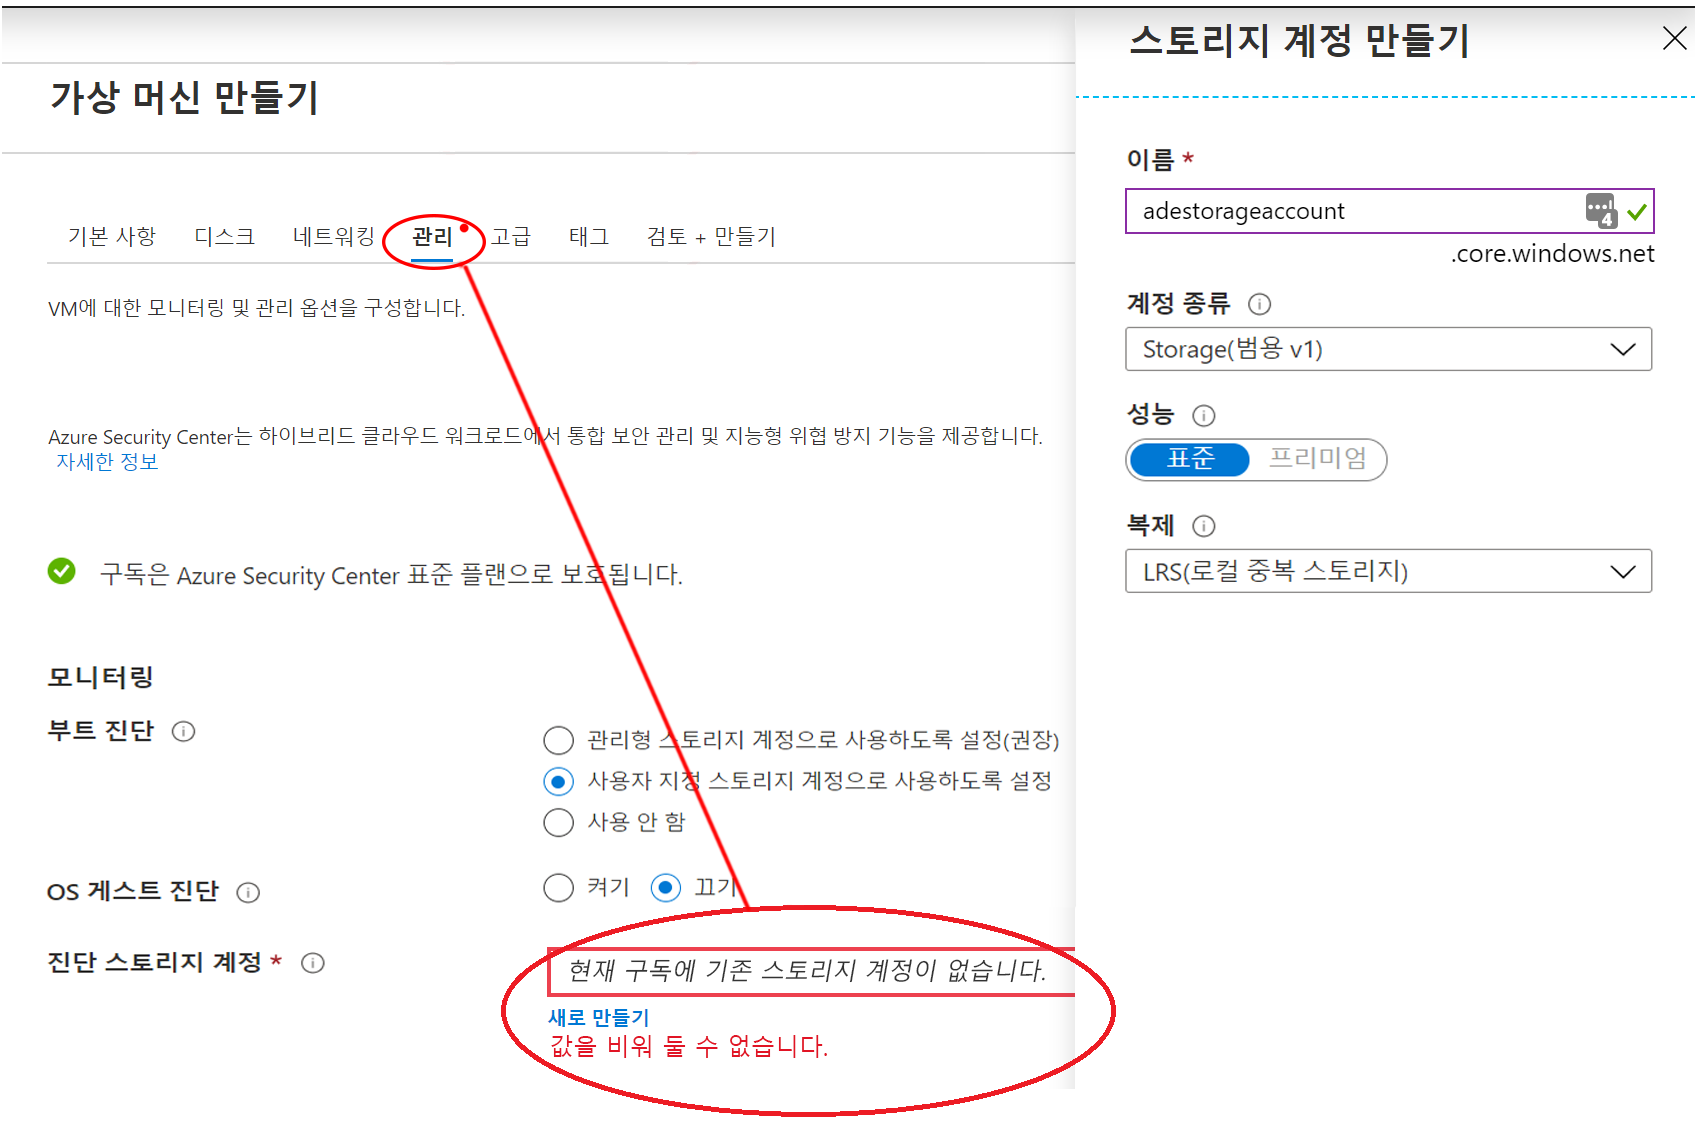 가상 머신 만들기
기본 사항 디스크 네트워킹 관리 고급 태그 검토 + 만들기
VM에 대한 모니터링 및 관리 옵션을 구성합니다.
Azure Security Center는 하이브리드 클라우드 워크로드에서 통합 보안 관리 및 지능형 위협 방지 기능을 제공합니다.
자세한 정보
구독은 Azure Security Center 표준 플랜으로 보호됩니다.
모니터링
부트 진단
관리형 스토리지 계정으로 사용하도록 설정(권장)
사용자 지정 스토리지 계정으로 사용하도록 설정
사용 안 함
OS 게스트 진단
켜기 끄기
진단 스토리지 계정 *
현재 구독에 기존 스토리지 계정이 없습니다.
새로 만들기
값을 비워 둘 수 없습니다.
스토리지 계정 만들기
이름 *
adestorageaccount
4
.core.windows.net
계정 종류
Storage(범용 v1)
성능
표준 프리미엄
복제
LRS(로컬 중복 스토리지)